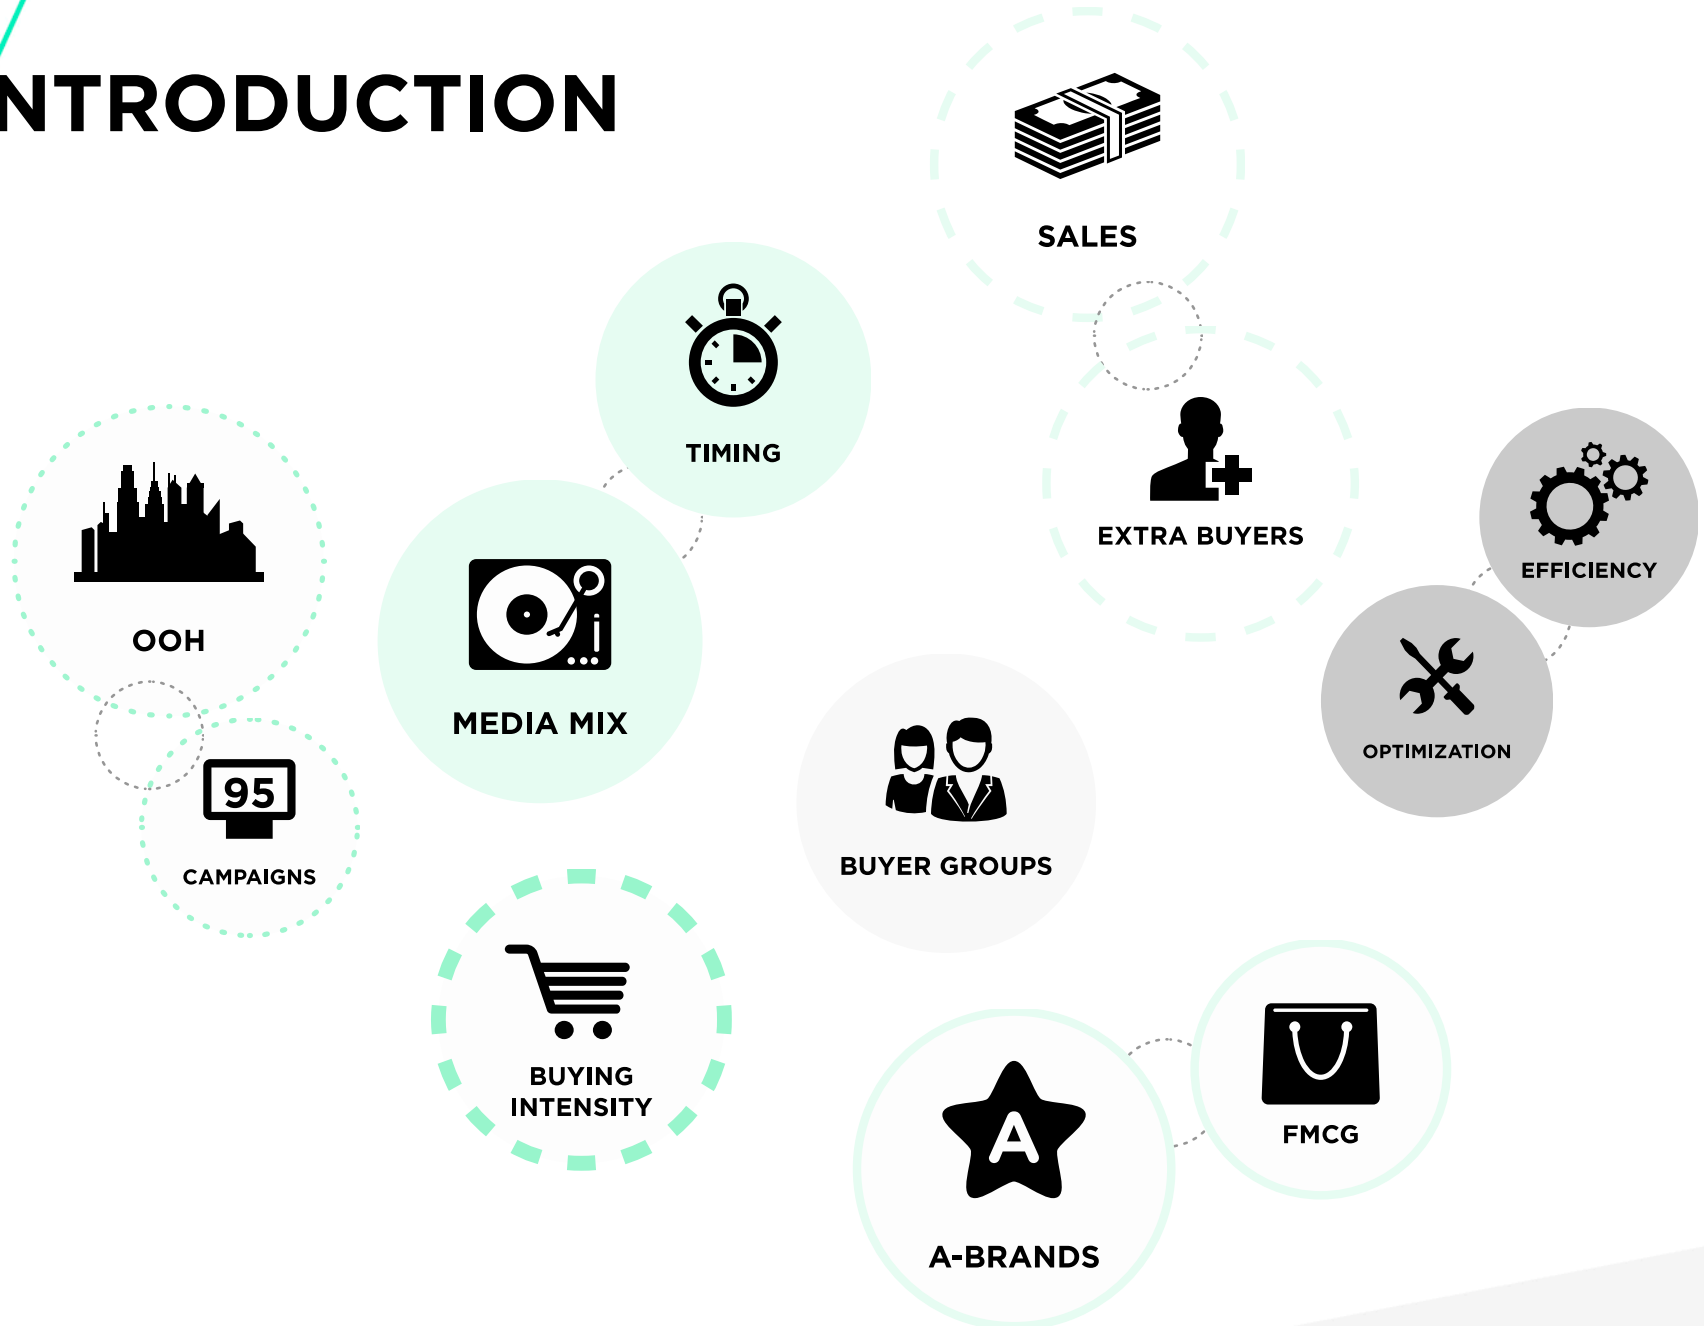 NTRODUCTION
SALES
TIMING
EXTRA BUYERS
EFFICIENCY
OOH
MEDIA MIX
OPTIMIZATION
95
CAMPAIGNS
BUYER GROUPS
BUYING
INTENSITY
A
FMCG
A-BRANDS